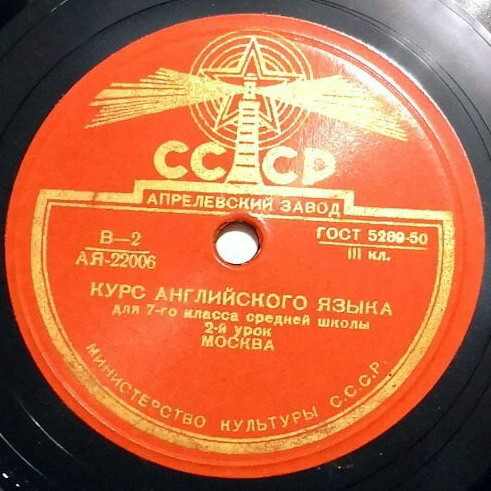 СССР
АПРЕЛЕВСКИЙ ЗАВОД
В—2
АЯ-22006
ГОСТ 5289-50
III кл.
КУРС АНГЛИЙСКОГО ЯЗЫКА
для 7-го класса средней школы
2-й урок
МОСКВА
МИНИСТЕРСТВО КУЛЬТУРЫ С.С.С.Р.